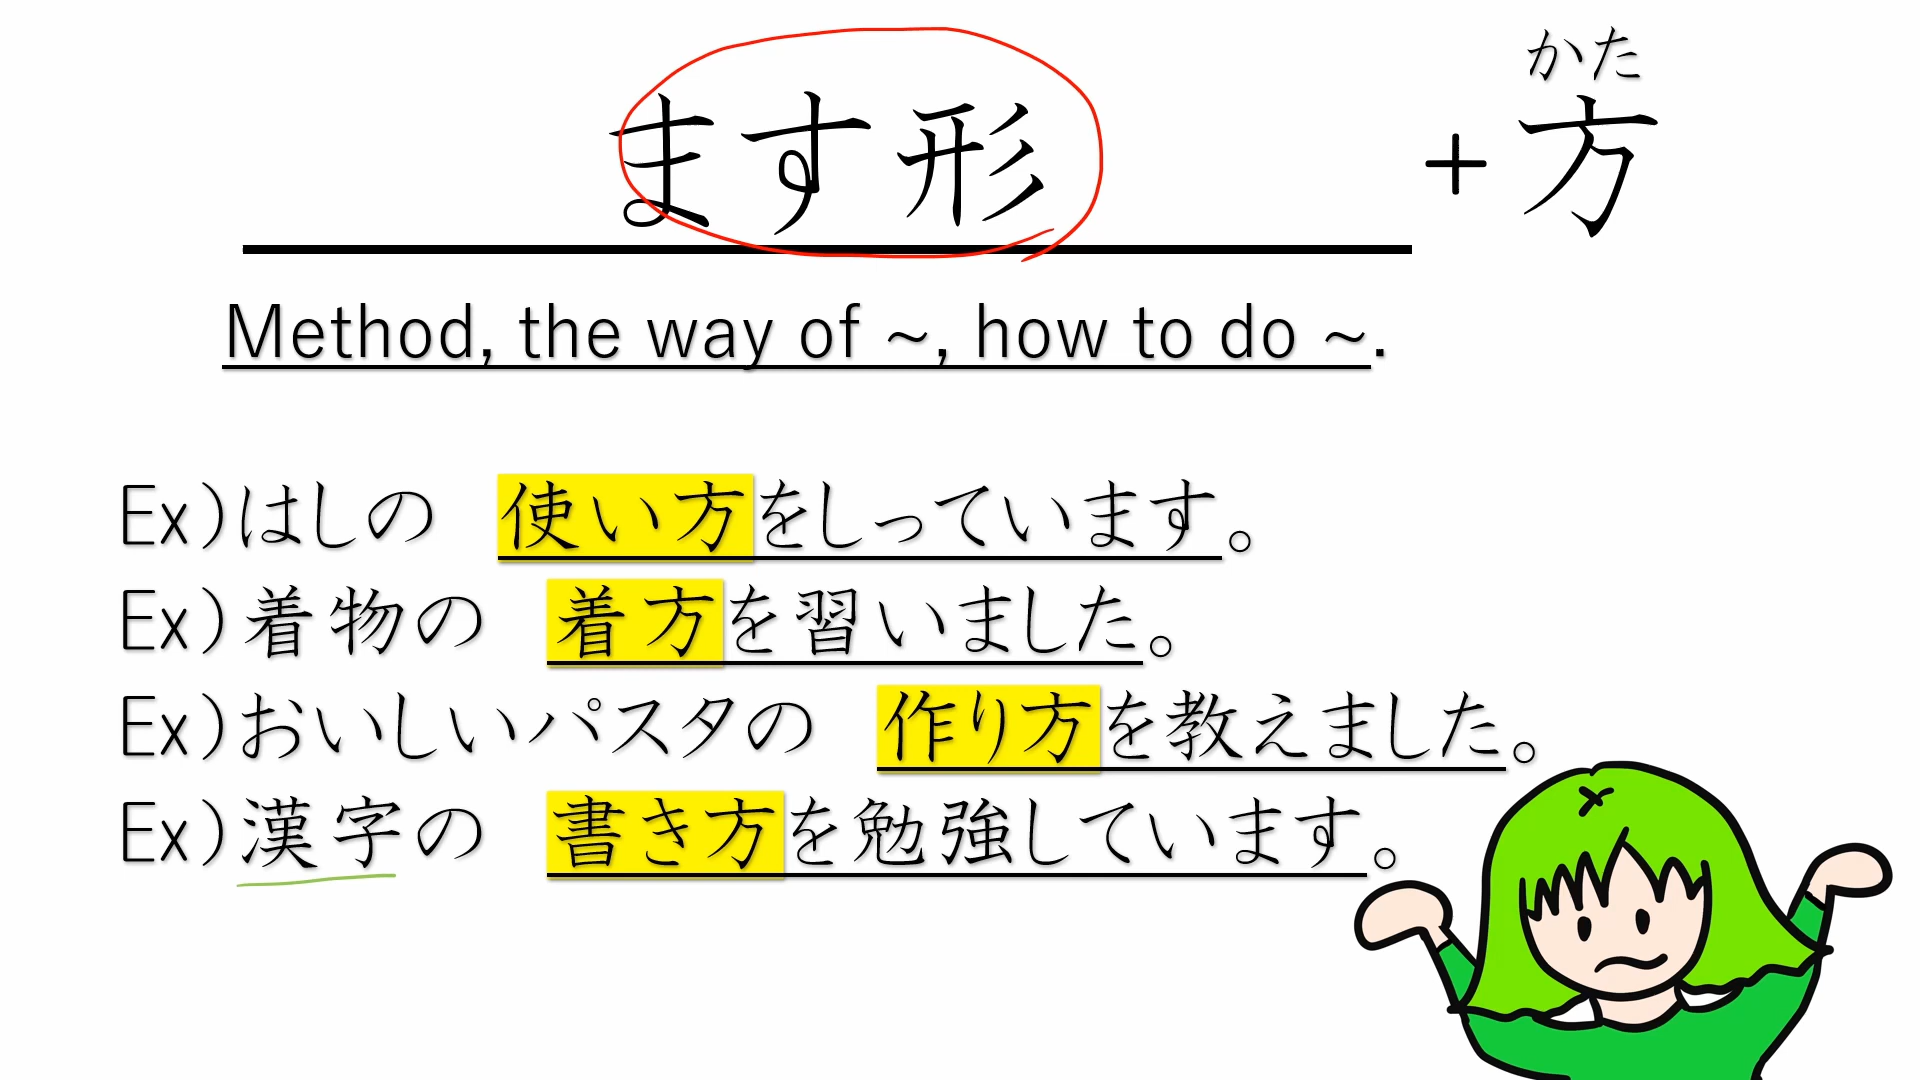 かた
ます形 + 方
Method, the way of ~, how to do ~.
Ex)はしの 使い方をしっています。
Ex)着物の 着方を習いました。
Ex)おいしいパスタの 作り方を教えました。
Ex)漢字の 書き方を勉強しています。